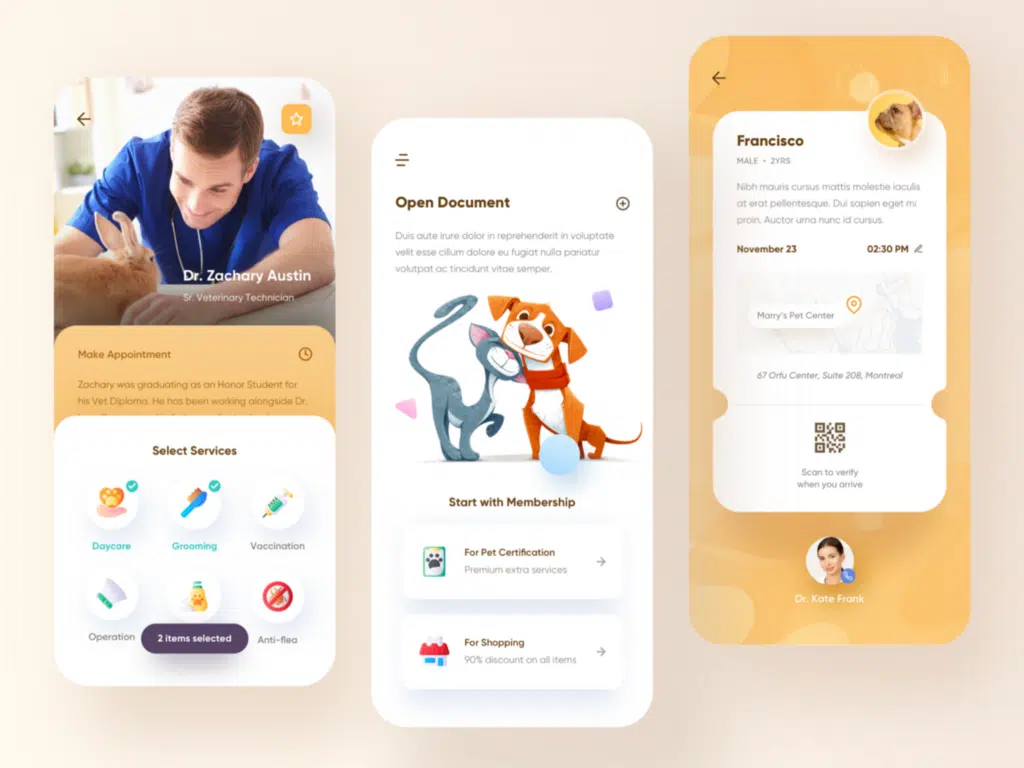 Dr. Zachary Austin
Sr. Veterinary Technician
Make Appointment
Zachary was graduating as an Honor Student for
his Vet Diploma. He has been working alongside Dr.
Select Services
Daycare
Grooming
Vaccination
Operation
2 items selected
Anti-flea
Open Document
Duis aute irure dolor in reprehenderit in voluptate
velit esse cillum dolore eu fugiat nulla pariatur
volutpat ac tincidunt vitae semper.
Start with Membership
For Pet Certification
Premium extra services
For Shopping
90% discount on all items
Francisco
MALE • 2YRS
Nibh mauris cursus mattis molestie iaculis
at erat pellentesque. Dui sapien eget mi
proin. Auctor urna nunc id cursus.
November 23 02:30 PM
Marry's Pet Center
67 Orfu Center, Suite 208, Montreal
Scan to verify
when you arrive
Dr. Kate Frank